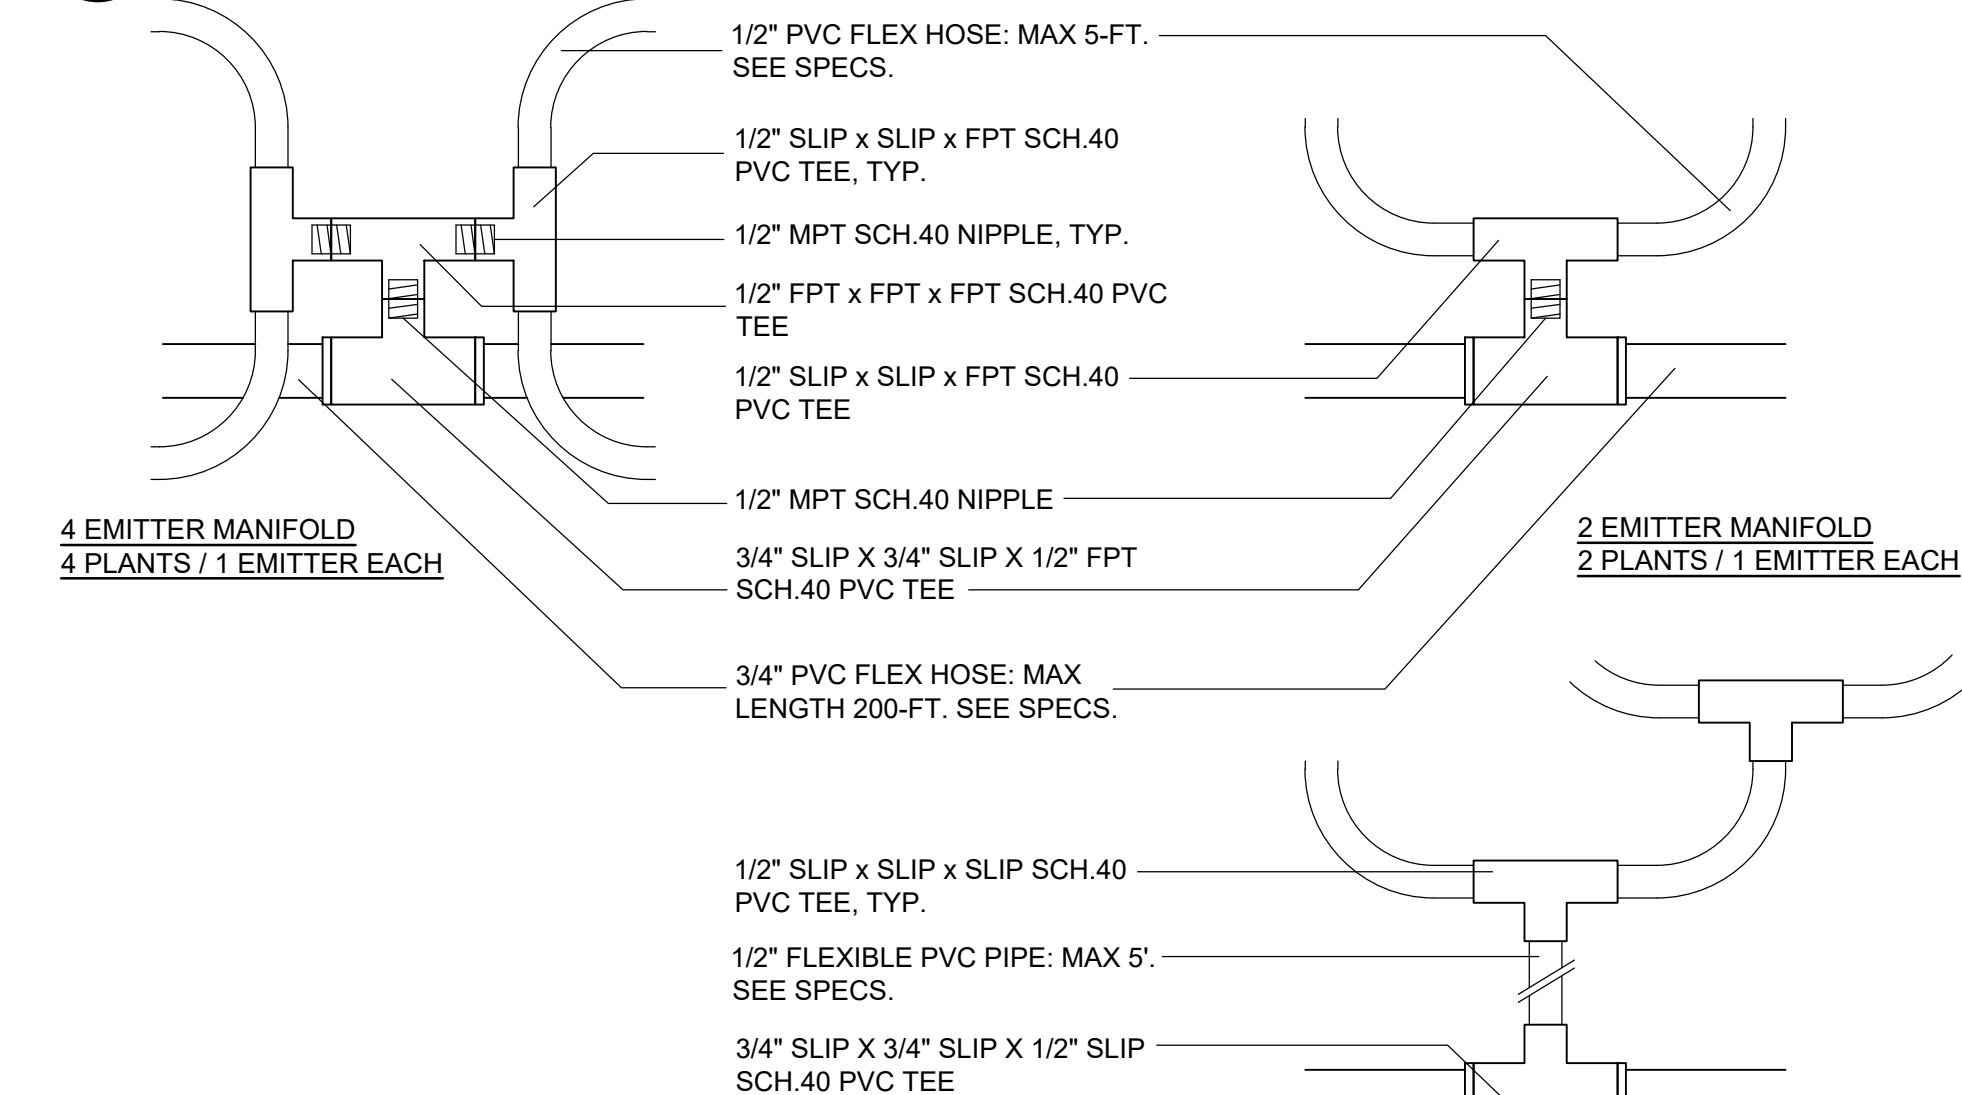 1/2" PVC FLEX HOSE: MAX 5-FT.
SEE SPECS.
1/2" SLIP x SLIP x FPT SCH.40
PVC TEE, TYP.
1/2" MPT SCH.40 NIPPLE, TYP.
1/2" FPT x FPT x FPT SCH.40 PVC
TEE
1/2" SLIP x SLIP x FPT SCH.40
PVC TEE
1/2" MPT SCH.40 NIPPLE
3/4" SLIP X 3/4" SLIP X 1/2" FPT
SCH.40 PVC TEE
3/4" PVC FLEX HOSE: MAX
LENGTH 200-FT. SEE SPECS.
4 EMITTER MANIFOLD
4 PLANTS / 1 EMITTER EACH
2 EMITTER MANIFOLD
2 PLANTS / 1 EMITTER EACH
1/2" SLIP x SLIP x SLIP SCH.40
PVC TEE, TYP.
1/2" FLEXIBLE PVC PIPE: MAX 5'.
SEE SPECS.
3/4" SLIP X 3/4" SLIP X 1/2" SLIP
SCH.40 PVC TEE